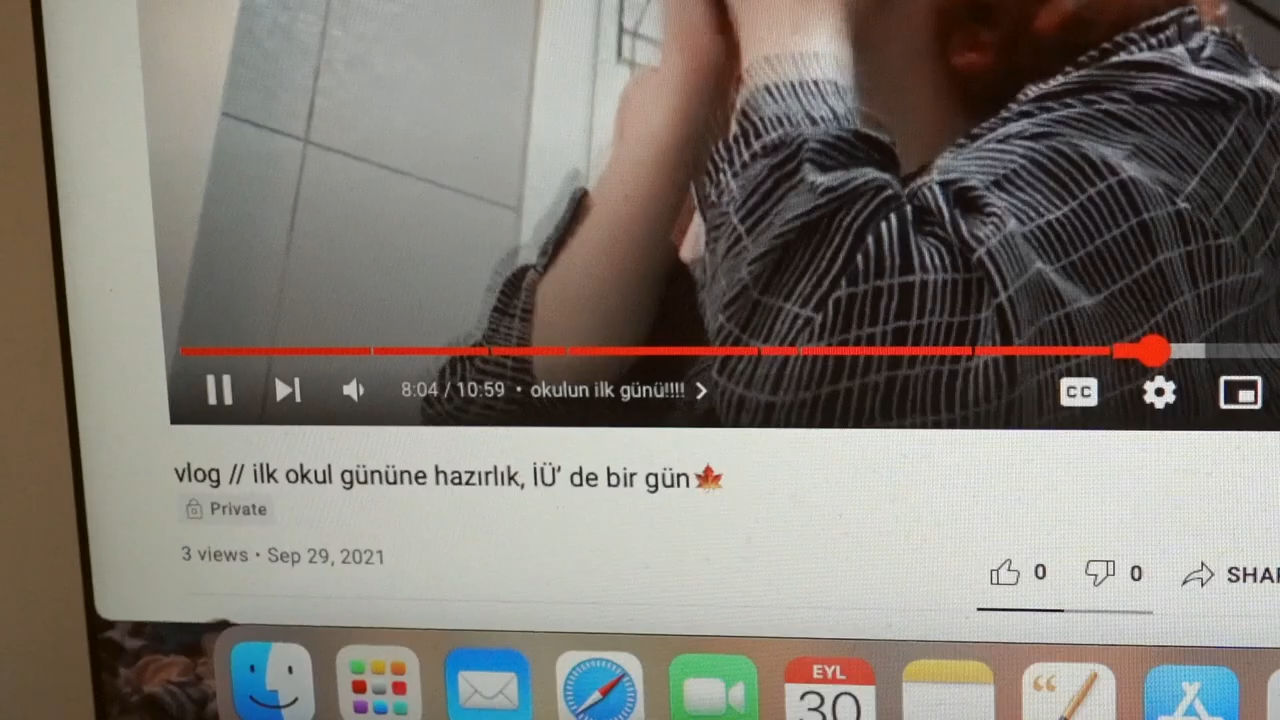 8:04 / 10:59 • okulun ilk günü!!!! >
CC
vlog // ilk okul gününe hazırlık, İÜ' de bir gün🍁
Private
3 views • Sep 29, 2021
0
0
EYL
30